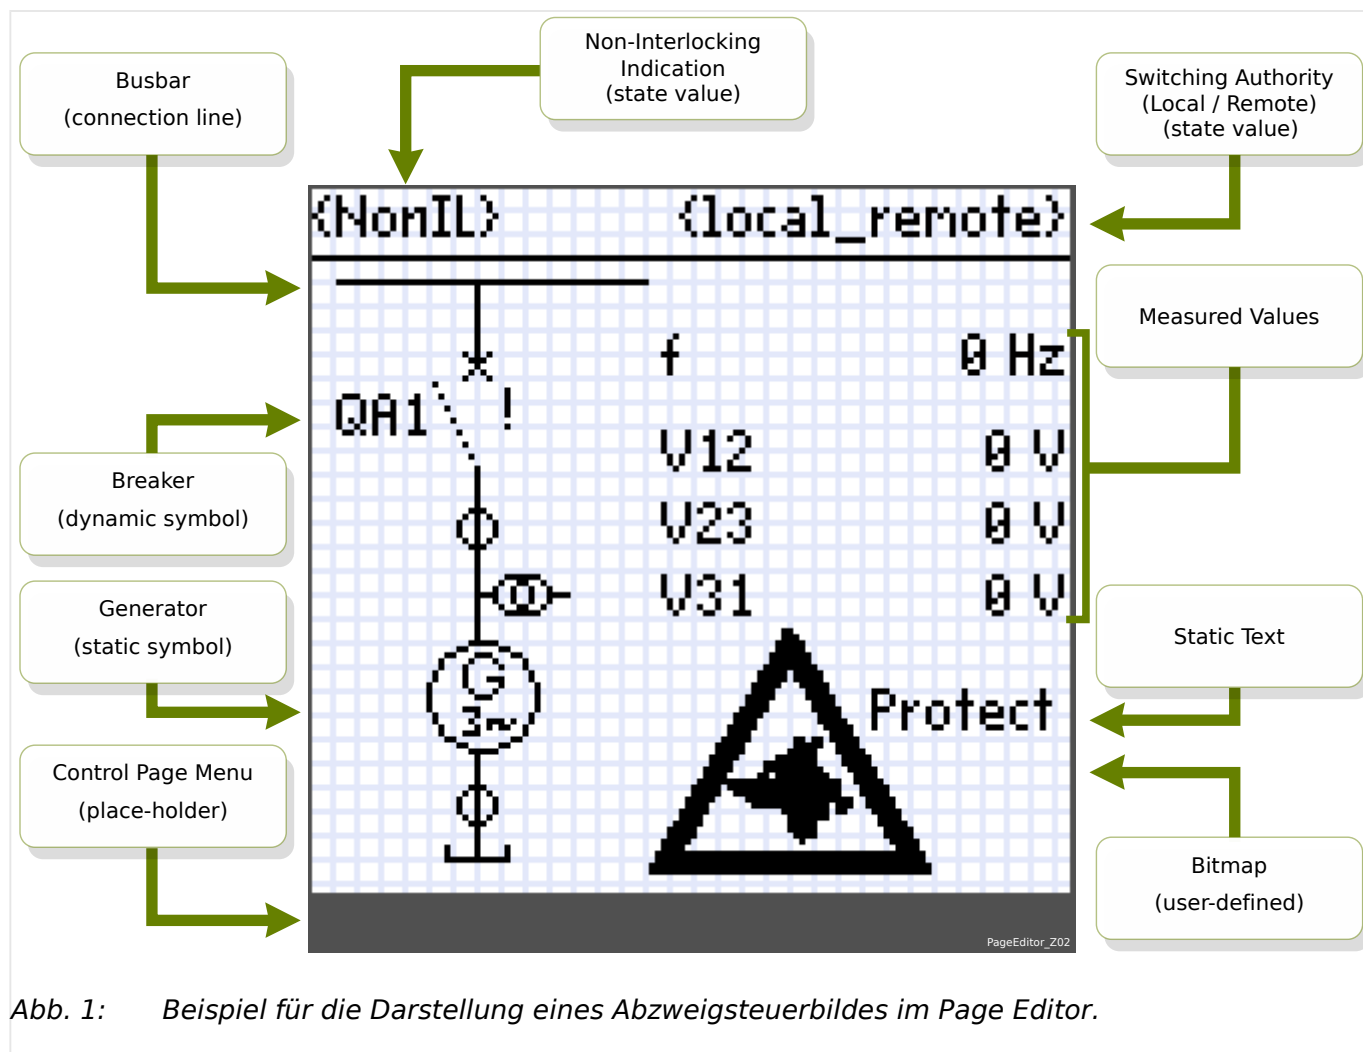 Non-Interlocking
Indication
(state value)
Busbar
(connection line)
Switching Authority
(Local / Remote)
(state value)
{NonIL}
{local_remote}
Measured Values
f 0 Hz
QA1 !
V12 0 V
Breaker
(dynamic symbol)
V23 0 V
V31 0 V
Generator
(static symbol)
Static Text
G
3~
Protect
Control Page Menu
(place-holder)
Bitmap
(user-defined)
PageEditor_Z02
Abb. 1: Beispiel für die Darstellung eines Abzweigsteuerbildes im Page Editor.